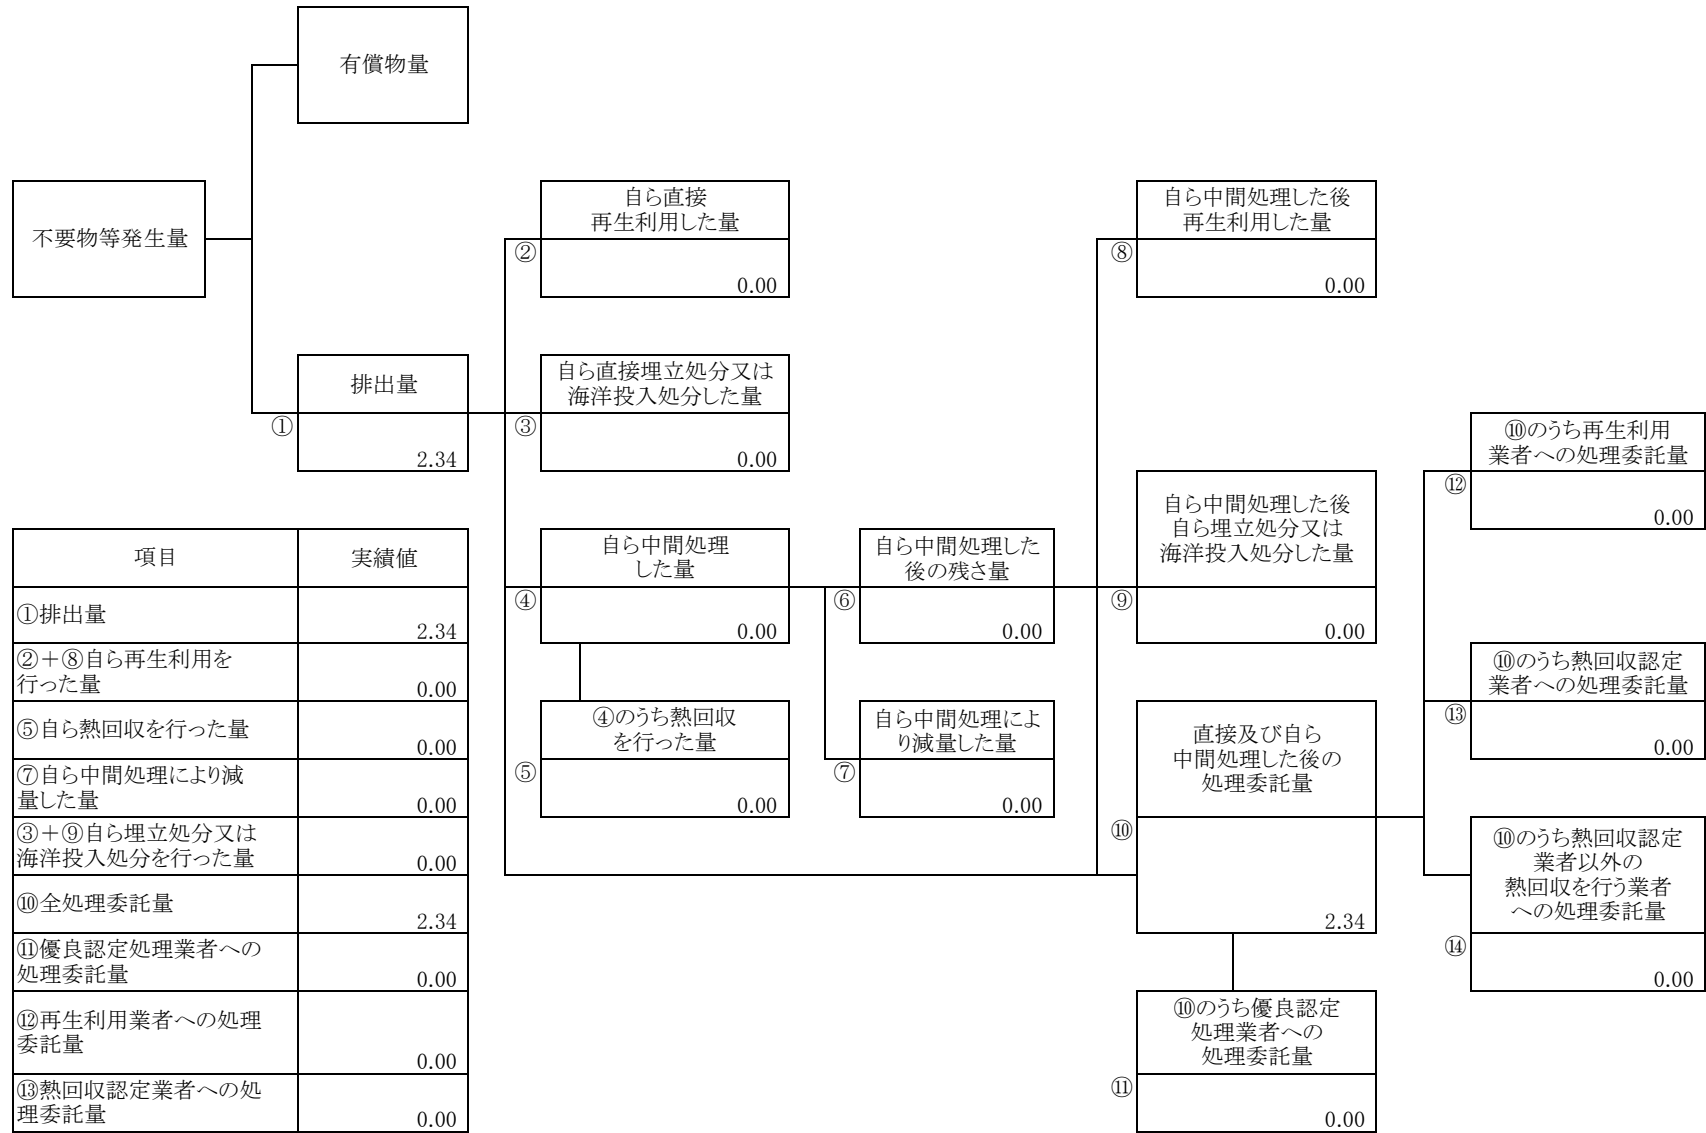 有償物量
不要物等発生量
自ら直接
再生利用した量
②
0.00
自ら中間処理した後
再生利用した量
⑧
0.00
排出量
①
2.34
自ら直接埋立処分又は
海洋投入処分した量
③
0.00
⑩のうち再生利用
業者への処理委託量
⑫
0.00
自ら中間処理
した量
④
0.00
自ら中間処理した
後の残さ量
⑥
0.00
自ら中間処理した後
自ら埋立処分又は
海洋投入処分した量
⑨
0.00
⑩のうち熱回収認定
業者への処理委託量
⑬
0.00
④のうち熱回収
を行った量
⑤
0.00
自ら中間処理によ
り減量した量
⑦
0.00
直接及び自ら
中間処理した後の
処理委託量
⑩
2.34
⑩のうち熱回収認定
業者以外の
熱回収を行う業者
への処理委託量
⑭
0.00
⑩のうち優良認定
処理業者への
処理委託量
⑪
0.00
項目 実績値
①排出量
2.34
②＋⑧自ら再生利用を
行った量
0.00
⑤自ら熱回収を行った量
0.00
⑦自ら中間処理により減
量した量
0.00
③＋⑨自ら埋立処分又は
海洋投入処分を行った量
0.00
⑩全処理委託量
2.34
⑪優良認定処理業者への
処理委託量
0.00
⑫再生利用業者への処理
委託量
0.00
⑬熱回収認定業者への処
理委託量
0.00